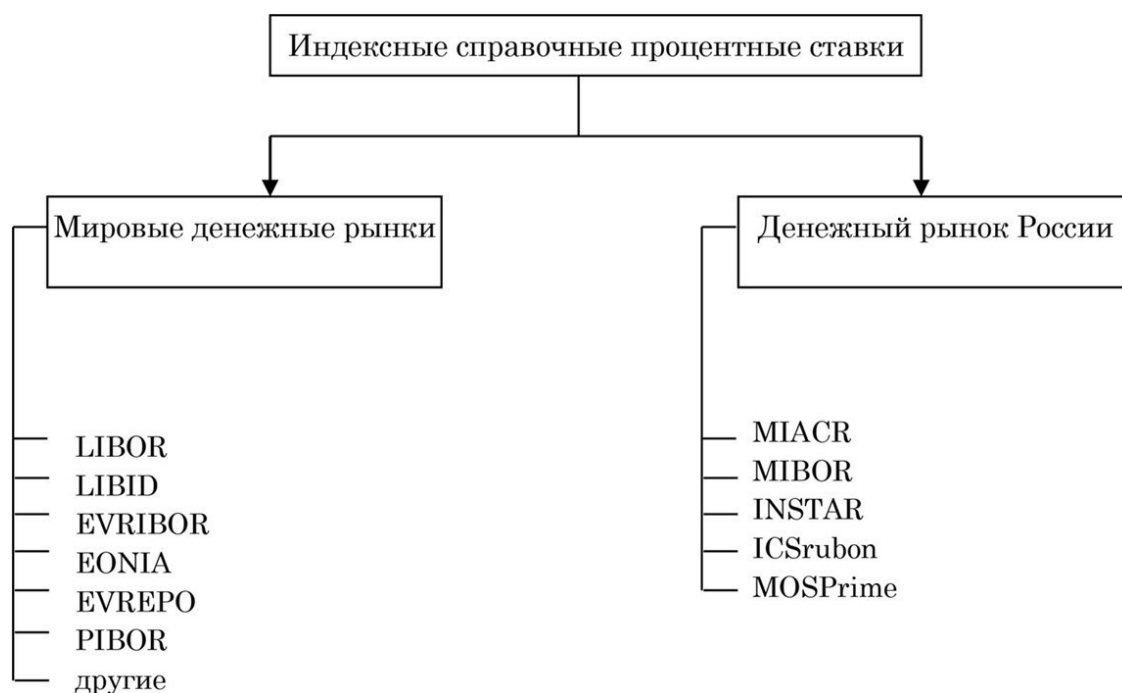 Индексные справочные процентные ставки
Мировые денежные рынки
Денежный рынок России
LIBOR
LIBID
EVRIBOR
EONIA
EVREPO
PIBOR
другие
MIACR
MIBOR
INSTAR
ICSrubon
MOSPrime